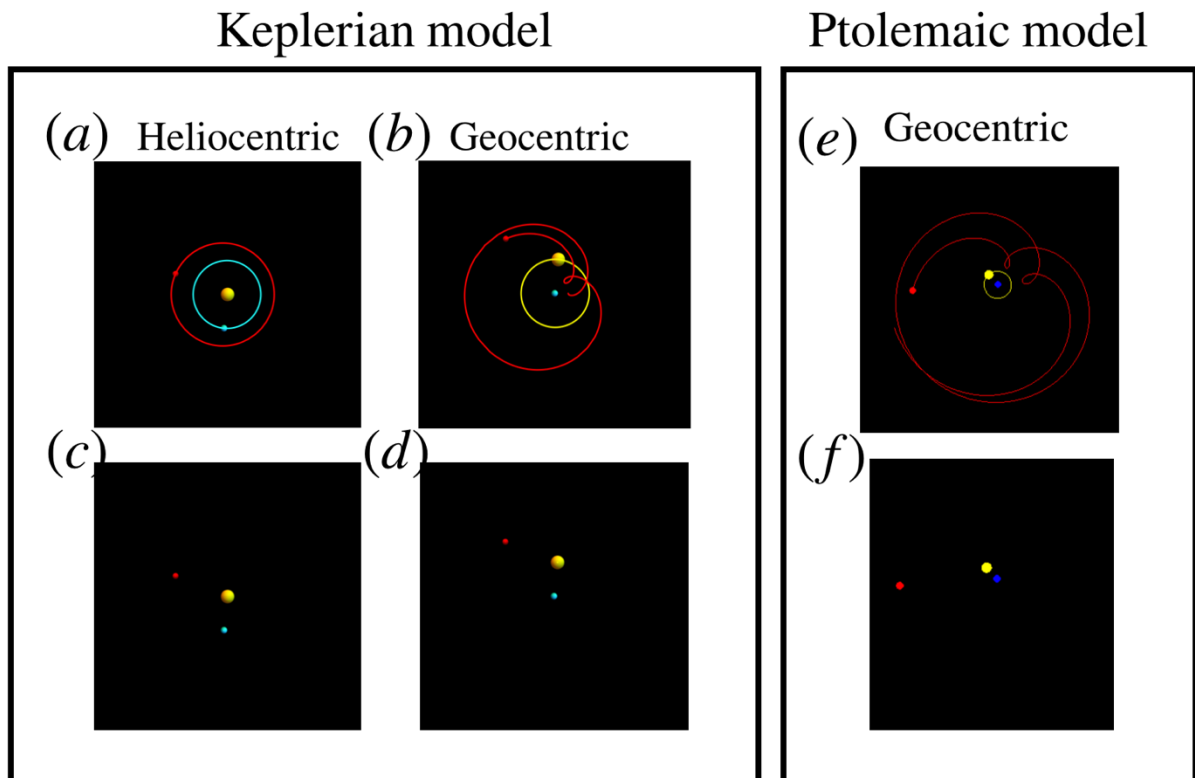 Keplerian model
Ptolemaic model
(a) Heliocentric
(b) Geocentric
(e) Geocentric
(c)
(d)
(f)